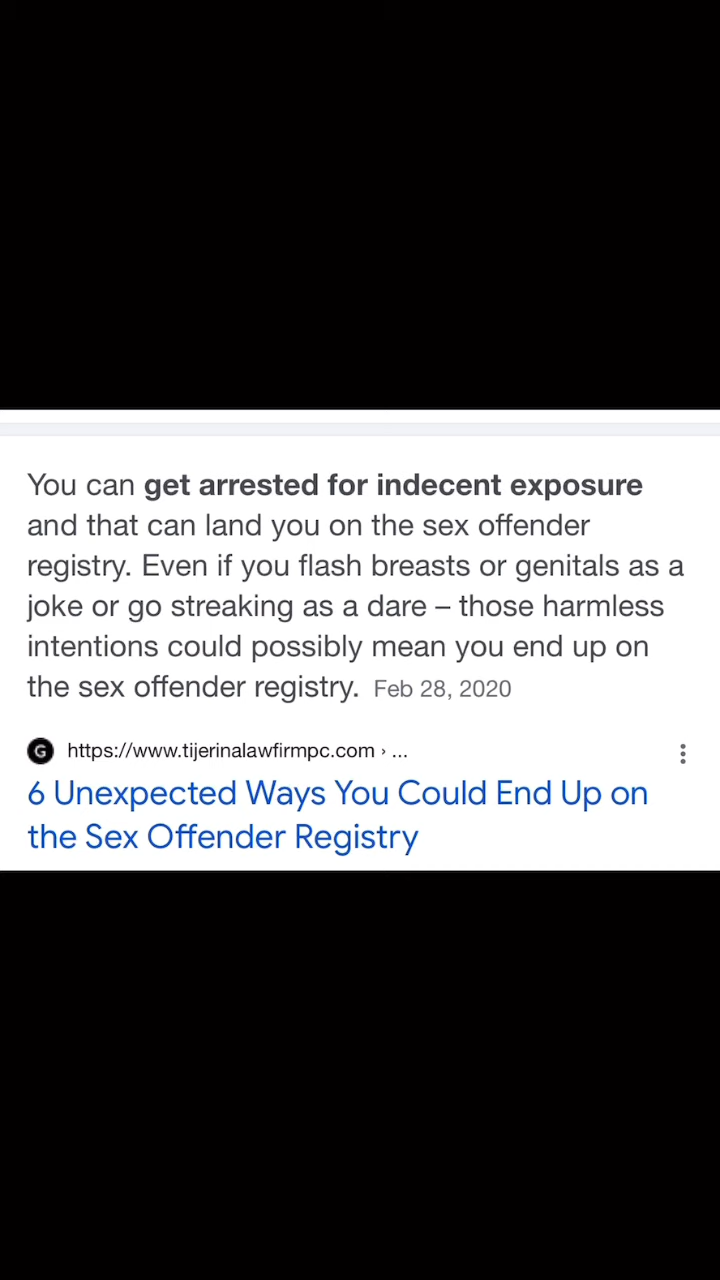 You can get arrested for indecent exposure
and that can land you on the sex offender
registry. Even if you flash breasts or genitals as a
joke or go streaking as a dare – those harmless
intentions could possibly mean you end up on
the sex offender registry. Feb 28, 2020
G https://www.tijerinalawfirmpc.com › ...
6 Unexpected Ways You Could End Up on
the Sex Offender Registry